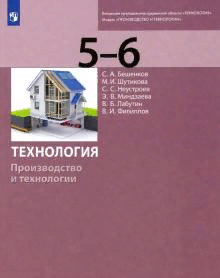 5–6
С. А. Бешенков
М. И. Шутикова
С. С. Неустроев
Э. В. Миндзаева
В. Б. Лабутин
В. И. Филиппов
ТЕХНОЛОГИЯ
Производство
и технологии